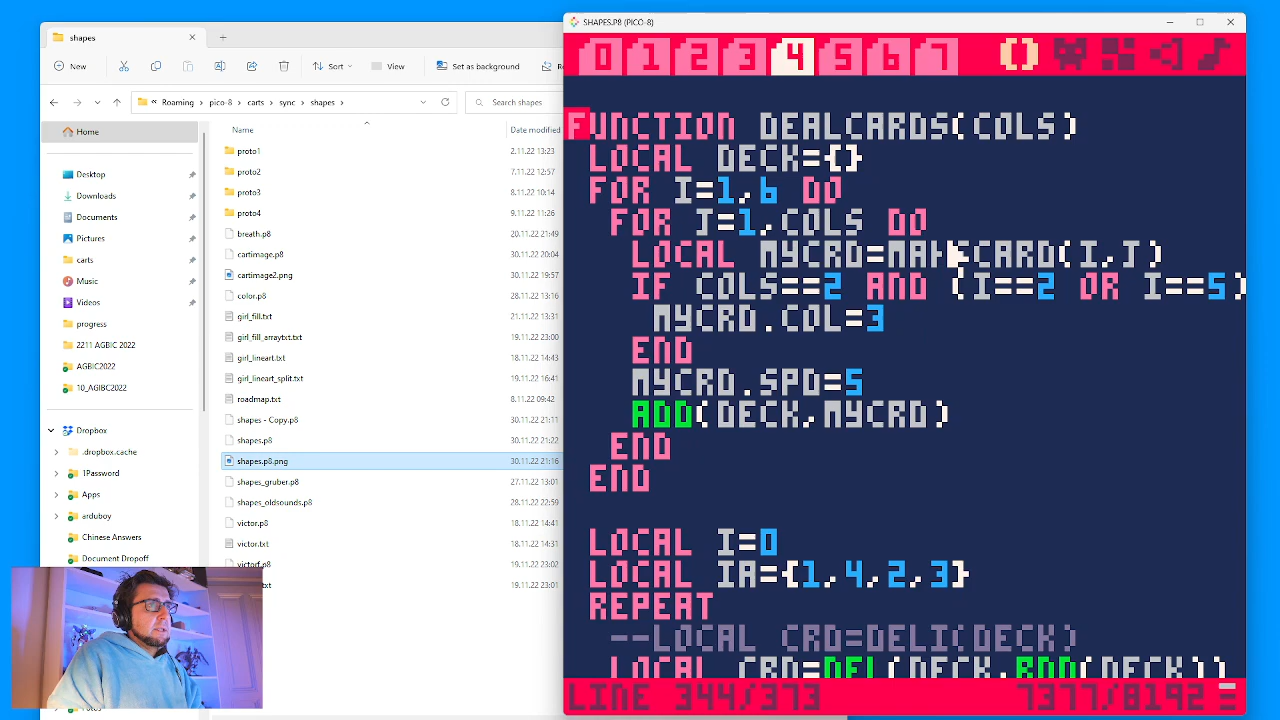 shapes
New
Sort
View
Set as background
Roaming
pico-8
carts
sync
shapes
Search shapes
Home
Desktop
Downloads
Documents
Pictures
carts
Music
Videos
progress
2211 AGBIC 2022
AGBIC2022
10_AGIBC2022
Dropbox
.dropbox.cache
1Password
Apps
arduboy
Chinese Answers
Document Dropoff
Name Date modified
proto1 2.11.22 13:23
proto2 7.11.22 12:57
proto3 8.11.22 10:14
proto4 9.11.22 11:26
breath.p8 20.11.22 21:49
cartimage.p8 30.11.22 20:04
cartimage2.png 30.11.22 19:57
color.p8 28.11.22 13:31
girl_fill.txt 19.11.22 16:41
girl_fill_arraytxt.txt 19.11.22 23:00
girl_lineart.txt 18.11.22 14:43
girl_lineart_split.txt 19.11.22 16:41
roadmap.txt 8.11.22 09:42
shapes - Copy.p8 30.11.22 21:11
shapes.p8 30.11.22 21:22
shapes.p8.png 30.11.22 21:16
shapes_gruber.p8 27.11.22 13:01
shapes_oldsounds.p8 28.11.22 22:59
victor.p8 18.11.22 14:41
victor.txt 18.11.22 14:31
19.11.22 23:02
19.11.22 23:01
SHAPES.P8 (PICO-8)
0 1 2 3 4 5 6 7 ()
FUNCTION DEALCARDS(COLS)
LOCAL DECK={}
FOR I=1,6 DO
FOR J=1,COLS DO
LOCAL MYCRD=MAKECARD(I,J)
IF COLS==2 AND (I==2 OR I==5)
MYCRD.COL=3
END
MYCRD.SPD=5
ADD(DECK,MYCRD)
END
END
LOCAL I=0
LOCAL IA={1,4,2,3}
REPEAT
--LOCAL CRD=DELI(DECK)
LOCAL CRD=DEL(DECK,RDD(DECK))
LINE 344/373 7377/8192